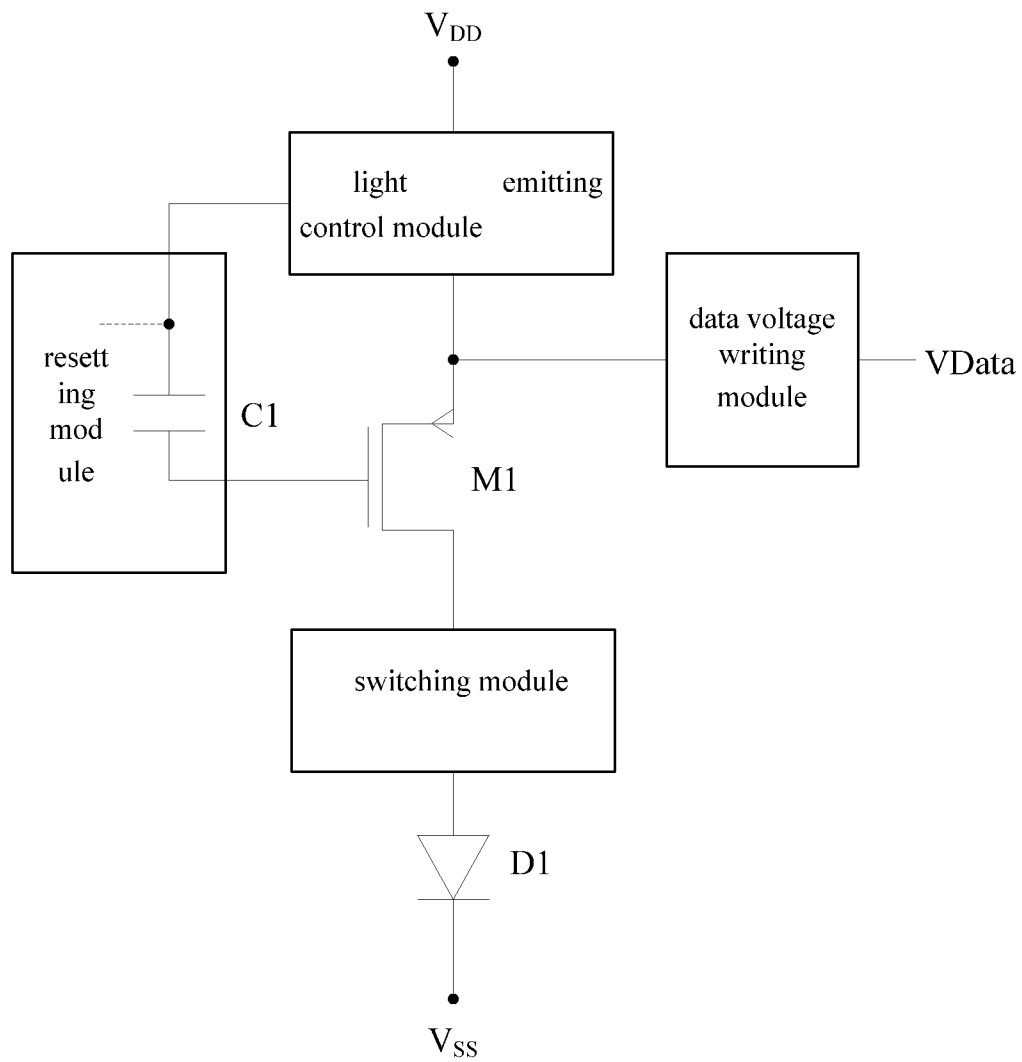 VDD
light emitting
control module
resett
ing
mod
ule
C1
data voltage
writing
module
VData
M1
switching module
D1
VSS